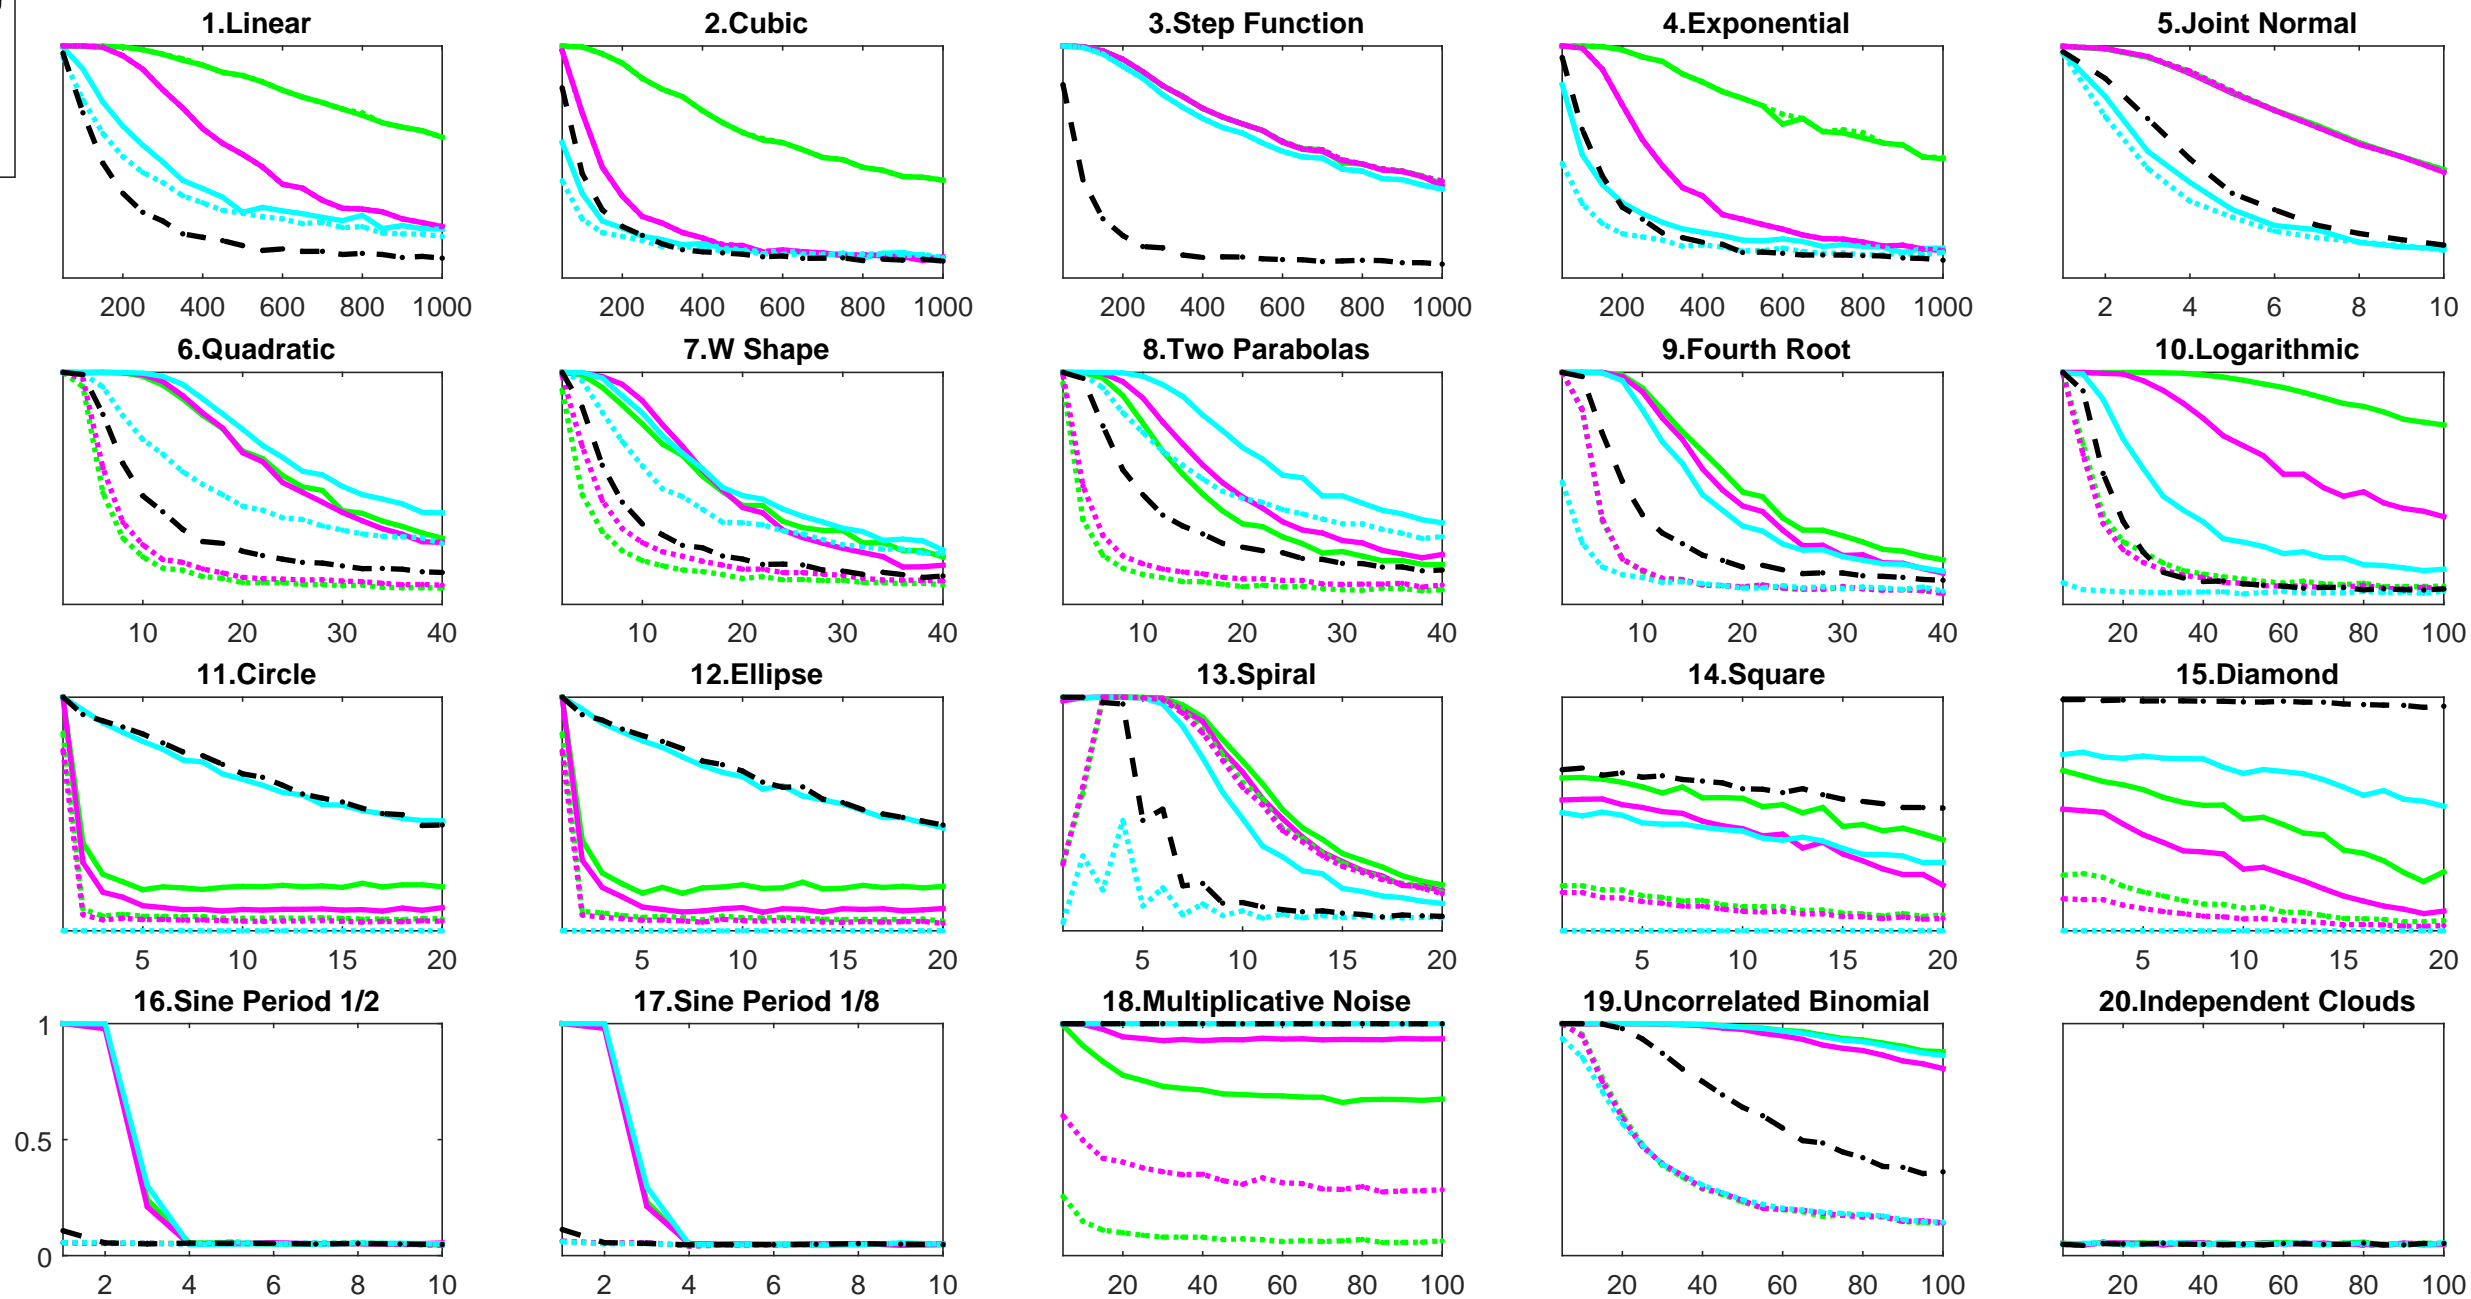 1.Linear 2.Cubic 3.Step Function 4.Exponential 5.Joint Normal
200 400 600 800 1000 200 400 600 800 1000 200 400 600 800 1000 200 400 600 800 1000 2 4 6 8 10
6.Quadratic 7.W Shape 8.Two Parabolas 9.Fourth Root 10.Logarithmic
10 20 30 40 10 20 30 40 10 20 30 40 10 20 30 40 20 40 60 80 100
11.Circle 12.Ellipse 13.Spiral 14.Square 15.Diamond
5 10 15 20 5 10 15 20 5 10 15 20 5 10 15 20 5 10 15 20
16.Sine Period 1/2 17.Sine Period 1/8 18.Multiplicative Noise 19.Uncorrelated Binomial 20.Independent Clouds
1
0.5
0
2 4 6 8 10 2 4 6 8 10 20 40 60 80 100 20 40 60 80 100 20 40 60 80 100